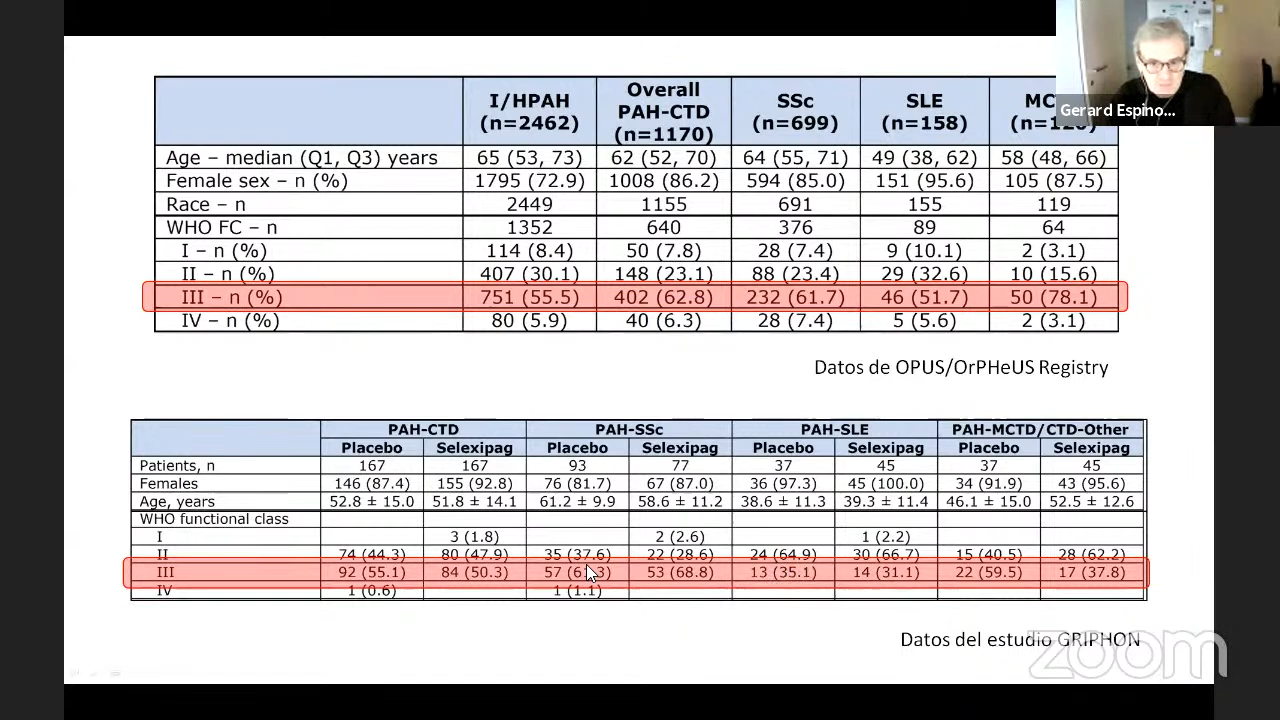 Gerard Espino...
I/HPAH (n=2462) Overall PAH-CTD (n=1170) SSc (n=699) SLE (n=158)
Age – median (Q1, Q3) years 65 (53, 73) 62 (52, 70) 64 (55, 71) 49 (38, 62) 58 (48, 66)
Female sex – n (%) 1795 (72.9) 1008 (86.2) 594 (85.0) 151 (95.6) 105 (87.5)
Race – n 2449 1155 691 155 119
WHO FC – n 1352 640 376 89 64
I – n (%) 114 (8.4) 50 (7.8) 28 (7.4) 9 (10.1) 2 (3.1)
II – n (%) 407 (30.1) 148 (23.1) 88 (23.4) 29 (32.6) 10 (15.6)
III – n (%) 751 (55.5) 402 (62.8) 232 (61.7) 46 (51.7) 50 (78.1)
IV – n (%) 80 (5.9) 40 (6.3) 28 (7.4) 5 (5.6) 2 (3.1)
Datos de OPUS/OrPHeUS Registry
PAH-CTD PAH-SSc PAH-SLE PAH-MCTD/CTD-Other
Placebo Selexipag Placebo Selexipag Placebo Selexipag Placebo Selexipag
Patients, n 167 167 93 77 37 45 37 45
Females 146 (87.4) 155 (92.8) 76 (81.7) 67 (87.0) 36 (97.3) 45 (100.0) 34 (91.9) 43 (95.6)
Age, years 52.8 ± 15.0 51.8 ± 14.1 61.2 ± 9.9 58.6 ± 11.2 38.6 ± 11.3 39.3 ± 11.4 46.1 ± 15.0 52.5 ± 12.6
WHO functional class
I 3 (1.8) 2 (2.6) 1 (2.2)
II 74 (44.3) 80 (47.9) 35 (37.6) 22 (28.6) 24 (64.9) 30 (66.7) 15 (40.5) 28 (62.2)
III 92 (55.1) 84 (50.3) 57 53 (68.8) 13 (35.1) 14 (31.1) 22 (59.5) 17 (37.8)
IV 1 (0.6) 1 (1.1)
Datos del estudio GRIPHON
zoom